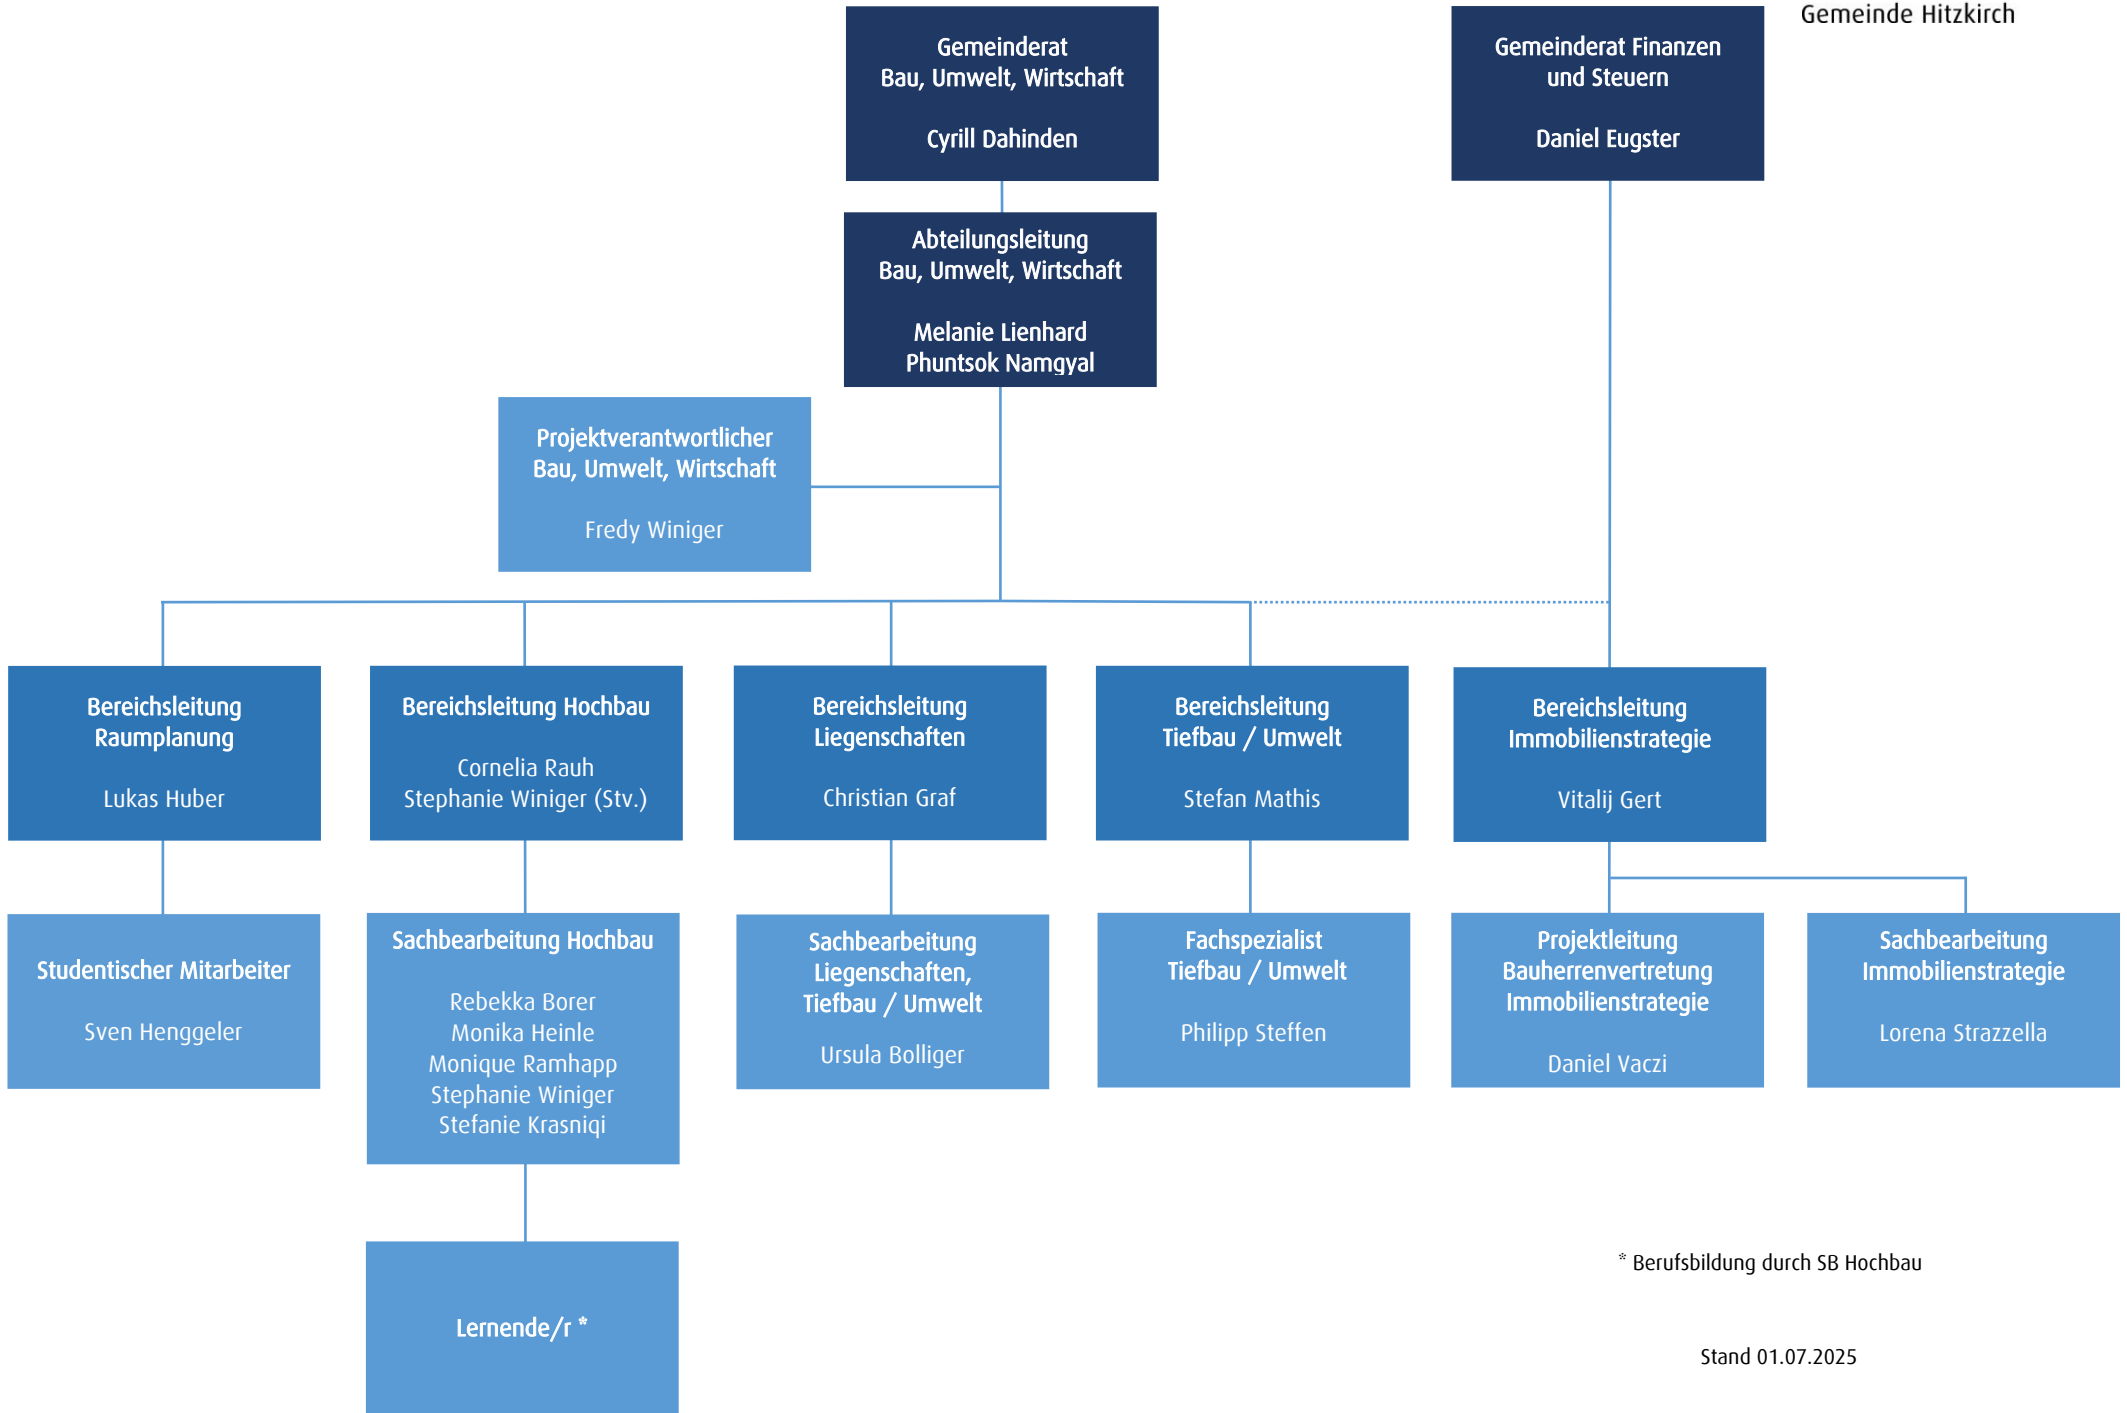 Gemeinde Hitzkirch
Gemeinderat
Bau, Umwelt, Wirtschaft
Cyrill Dahinden
Gemeinderat Finanzen
und Steuern
Daniel Eugster
Abteilungsleitung
Bau, Umwelt, Wirtschaft
Melanie Lienhard
Phuntsok Namgyal
Projektverantwortlicher
Bau, Umwelt, Wirtschaft
Fredy Winiger
Bereichsleitung
Raumplanung
Lukas Huber
Bereichsleitung Hochbau
Cornelia Rauh
Stephanie Winiger (Stv.)
Bereichsleitung
Liegenschaften
Christian Graf
Bereichsleitung
Tiefbau / Umwelt
Stefan Mathis
Bereichsleitung
Immobilienstrategie
Vitalij Gert
Studentischer Mitarbeiter
Sven Henggeler
Sachbearbeitung Hochbau
Rebekka Borer
Monika Heinle
Monique Ramhapp
Stephanie Winiger
Stefanie Krasniqi
Sachbearbeitung
Liegenschaften,
Tiefbau / Umwelt
Ursula Bolliger
Fachspezialist
Tiefbau / Umwelt
Philipp Steffen
Projektleitung
Bauherrenvertretung
Immobilienstrategie
Daniel Vaczi
Sachbearbeitung
Immobilienstrategie
Lorena Strazzella
Lernende/r *
* Berufsbildung durch SB Hochbau
Stand 01.07.2025